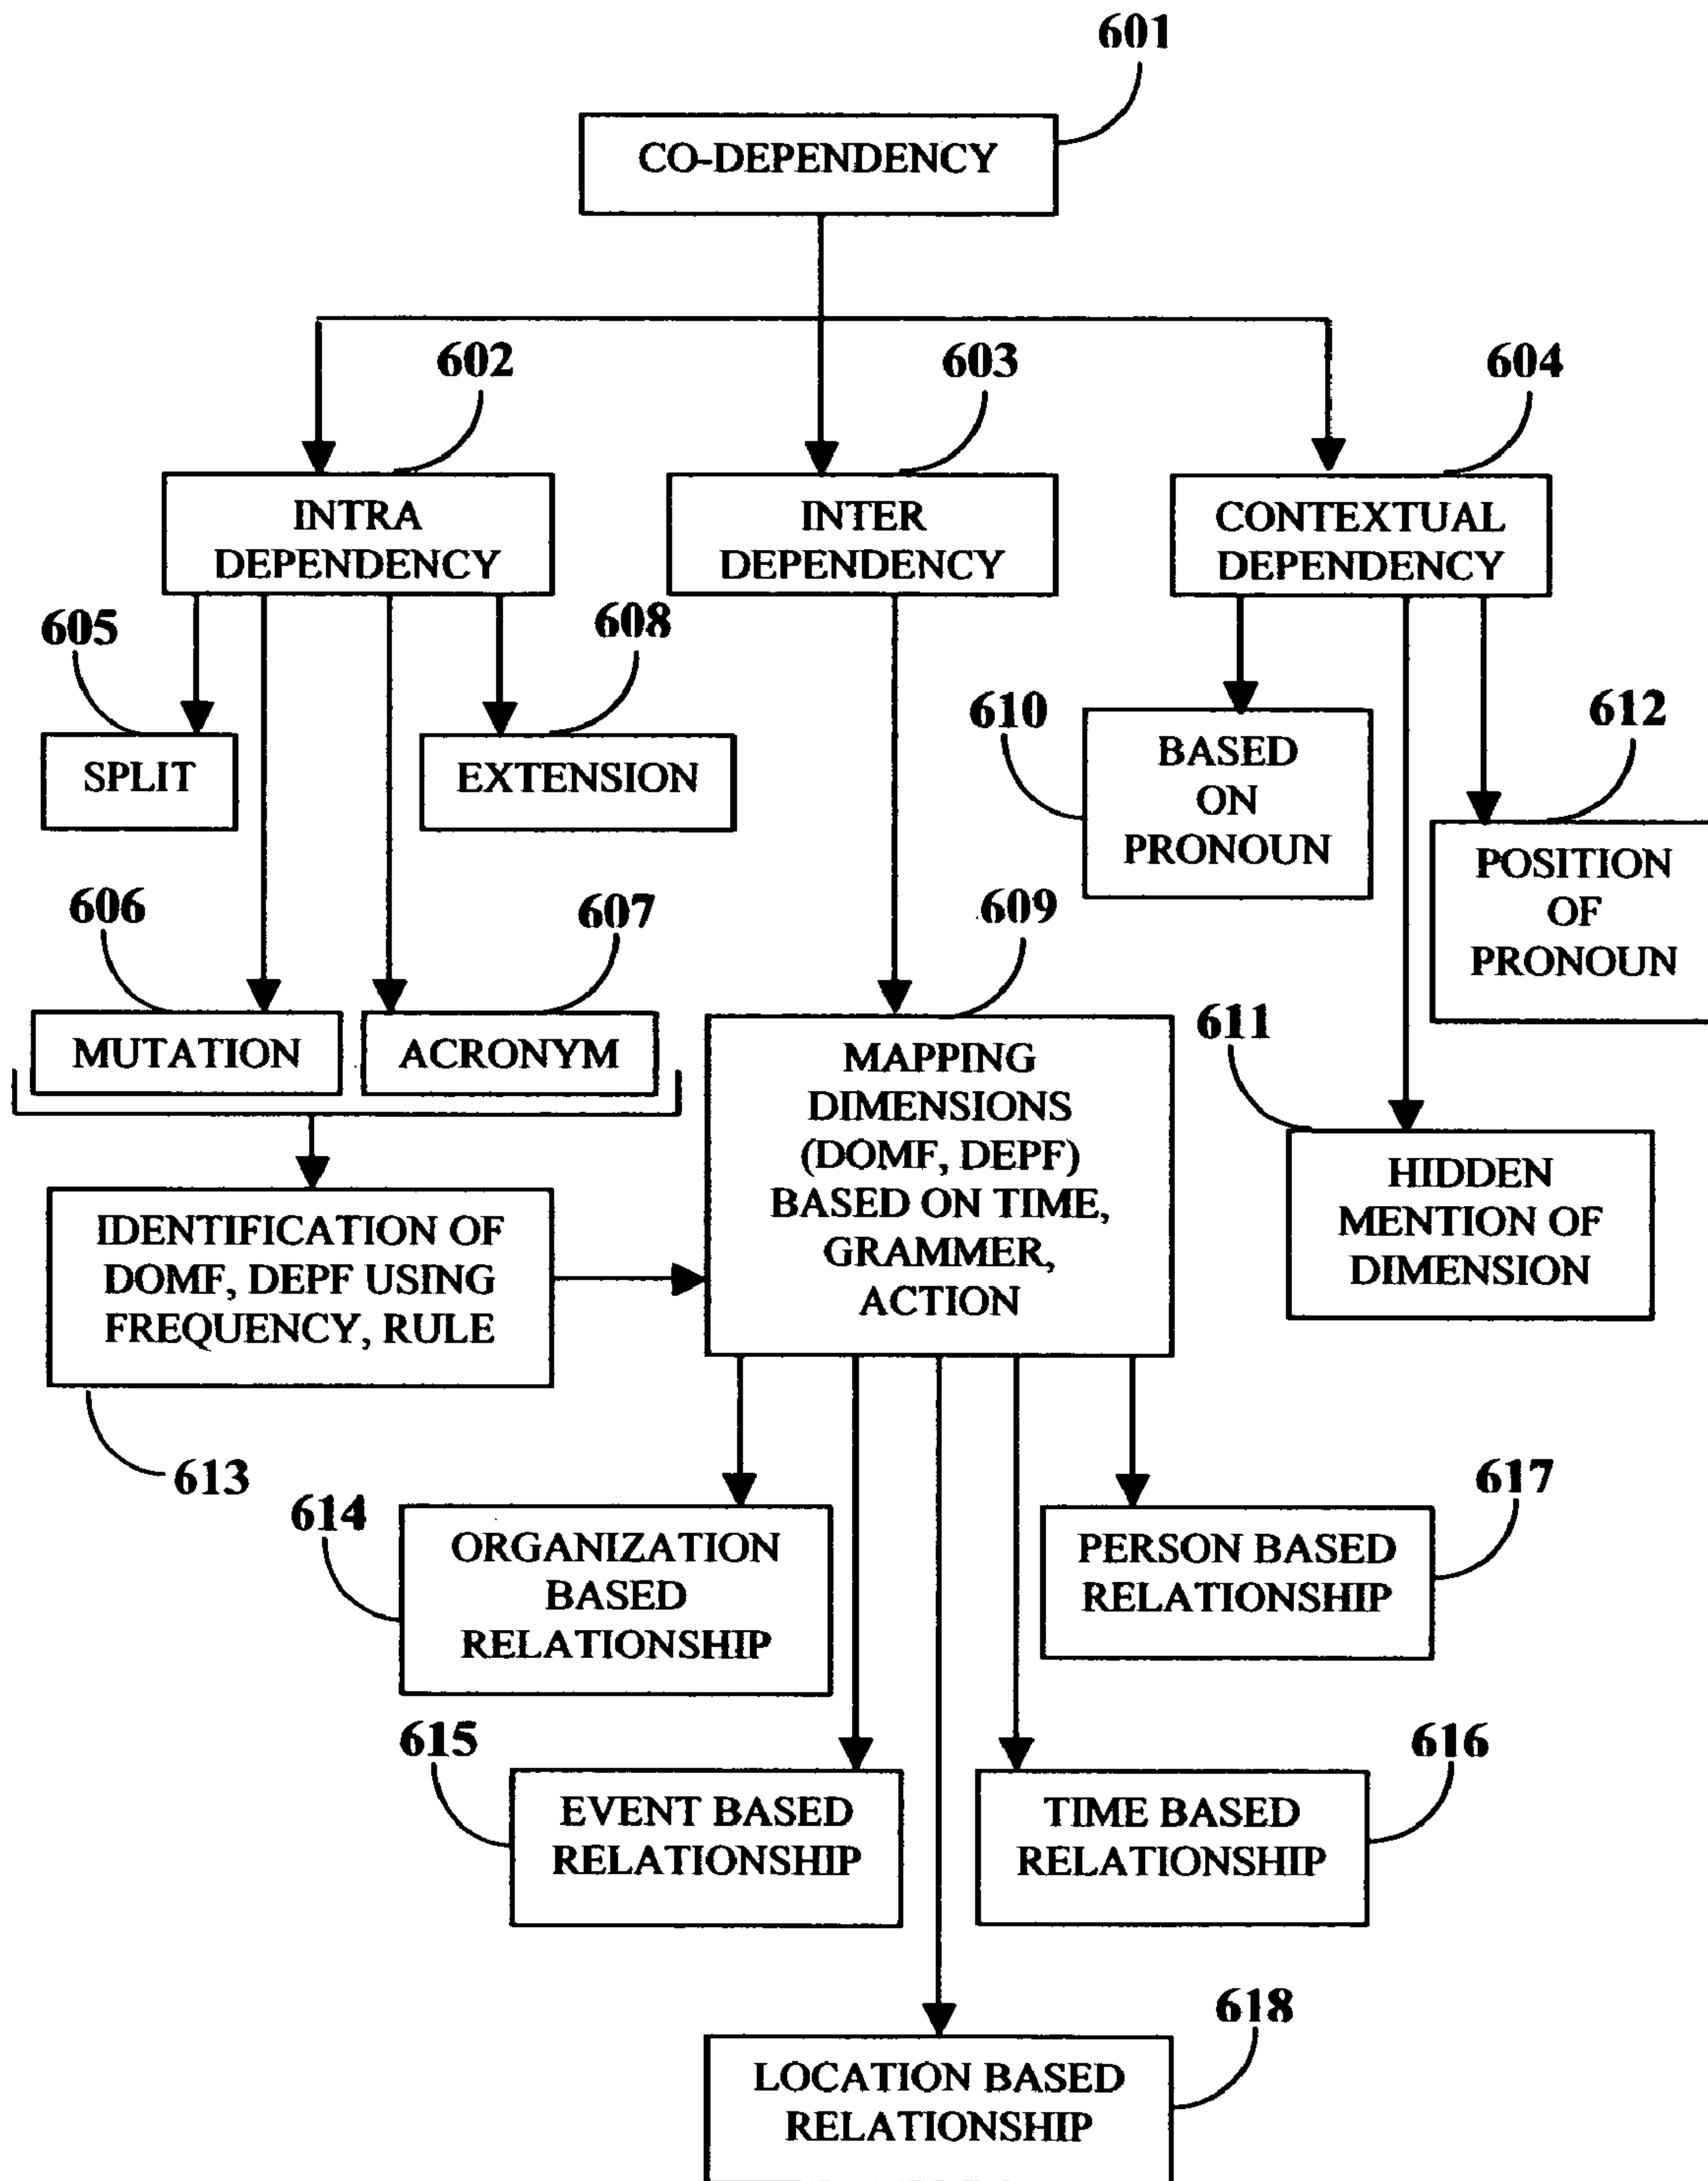 601
CO-DEPENDENCY
602
603
604
INTRA
DEPENDENCY
INTER
DEPENDENCY
CONTEXTUAL
DEPENDENCY
605
608
SPLIT
EXTENSION
610
BASED
ON
PRONOUN
612
POSITION
OF
PRONOUN
606
607
609
MUTATION
ACRONYM
MAPPING
DIMENSIONS
(DOMF, DEPF)
BASED ON TIME,
GRAMMER,
ACTION
611
HIDDEN
MENTION OF
DIMENSION
IDENTIFICATION OF
DOMF, DEPF USING
FREQUENCY, RULE
613
614
ORGANIZATION
BASED
RELATIONSHIP
617
PERSON BASED
RELATIONSHIP
615
EVENT BASED
RELATIONSHIP
616
TIME BASED
RELATIONSHIP
618
LOCATION BASED
RELATIONSHIP